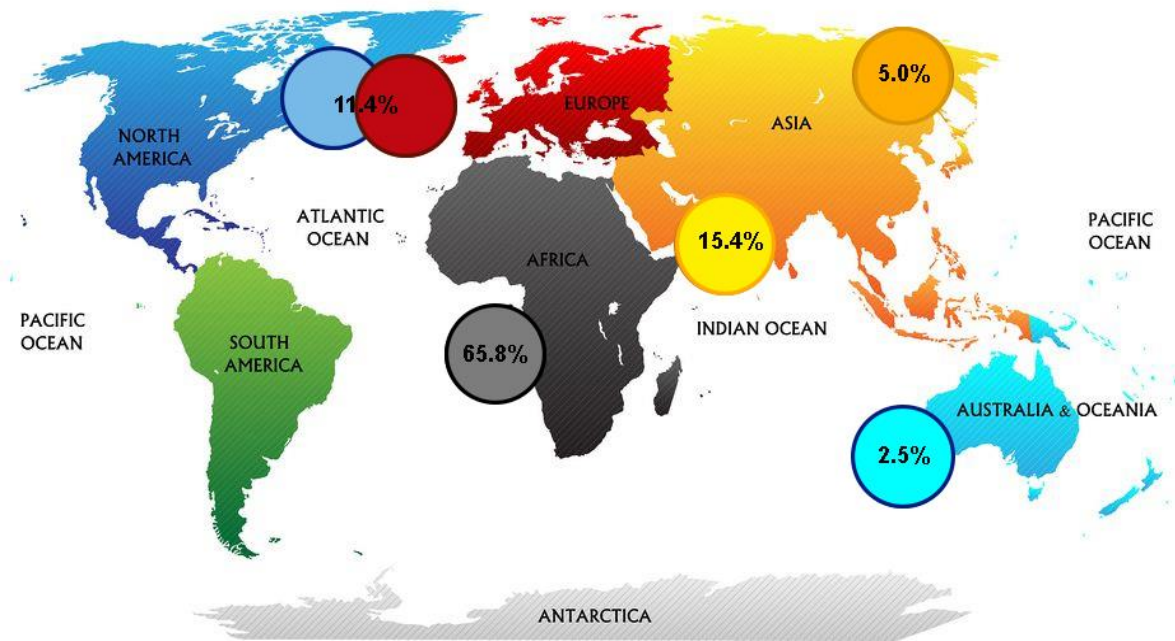 5.0%
11.4%
EUROPE
ASIA
NORTH
AMERICA
ATLANTIC
OCEAN
PACIFIC
OCEAN
15.4%
AFRICA
PACIFIC
OCEAN
INDIAN OCEAN
SOUTH
AMERICA
65.8%
AUSTRALIA & OCEANIA
2.5%
ANTARCTICA